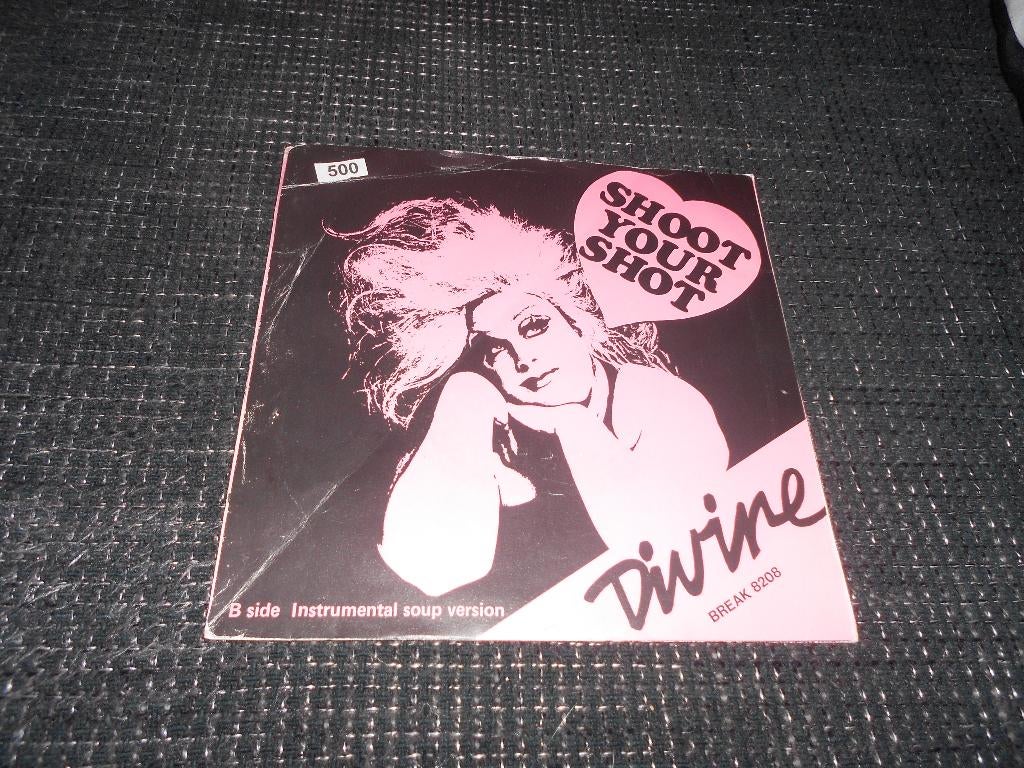 500
SHOOT
YOUR
SHOT
Divine
BREAK 8208
B side Instrumental soup version